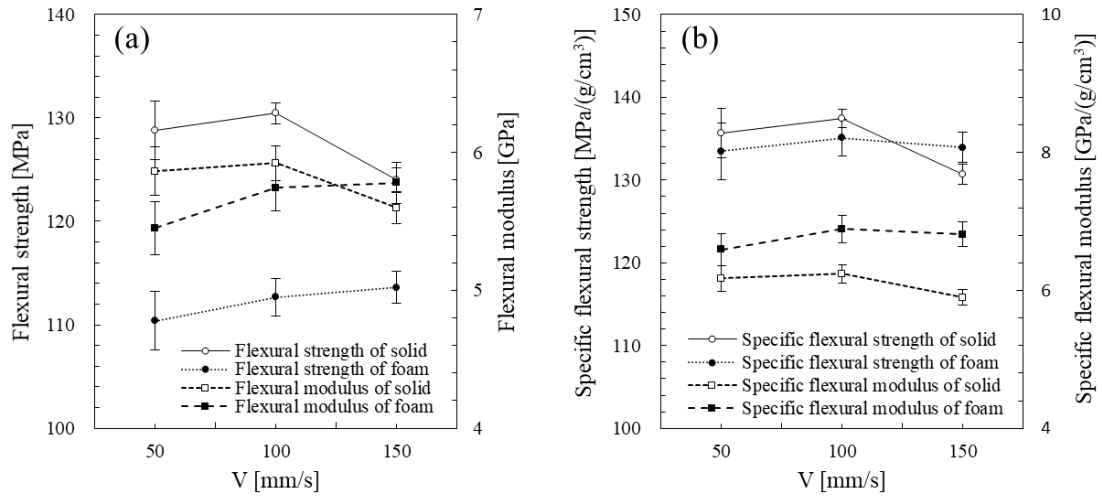 (a)
140
130
120
110
100
Flexural strength [MPa]
7
6
5
4
Flexural modulus [GPa]
Flexural strength of solid
Flexural strength of foam
Flexural modulus of solid
Flexural modulus of foam
50 100 150
V [mm/s]
(b)
150
140
130
120
110
100
Specific flexural strength [MPa/(g/cm³)]
10
8
6
4
Specific flexural modulus [GPa/(g/cm³)]
Specific flexural strength of solid
Specific flexural strength of foam
Specific flexural modulus of solid
Specific flexural modulus of foam
50 100 150
V [mm/s]